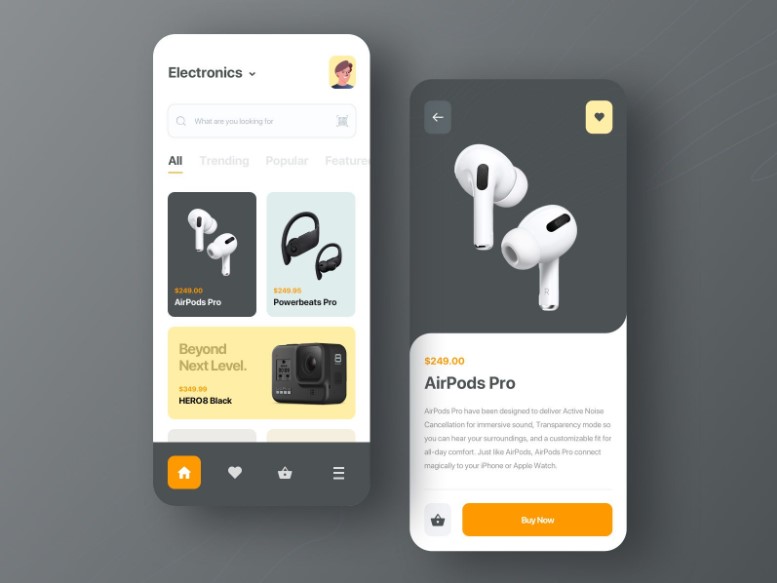 Electronics
What are you looking for
All Trending Popular Feature
$249.00
AirPods Pro
$249.95
Powerbeats Pro
Beyond
Next Level.
$349.99
HERO8 Black
$249.00
AirPods Pro
AirPods Pro have been designed to deliver Active Noise
Cancellation for immersive sound, Transparency mode so
you can hear your surroundings, and a customizable fit for
all-day comfort. Just like AirPods, AirPods Pro connect
magically to your iPhone or Apple Watch.
Buy Now